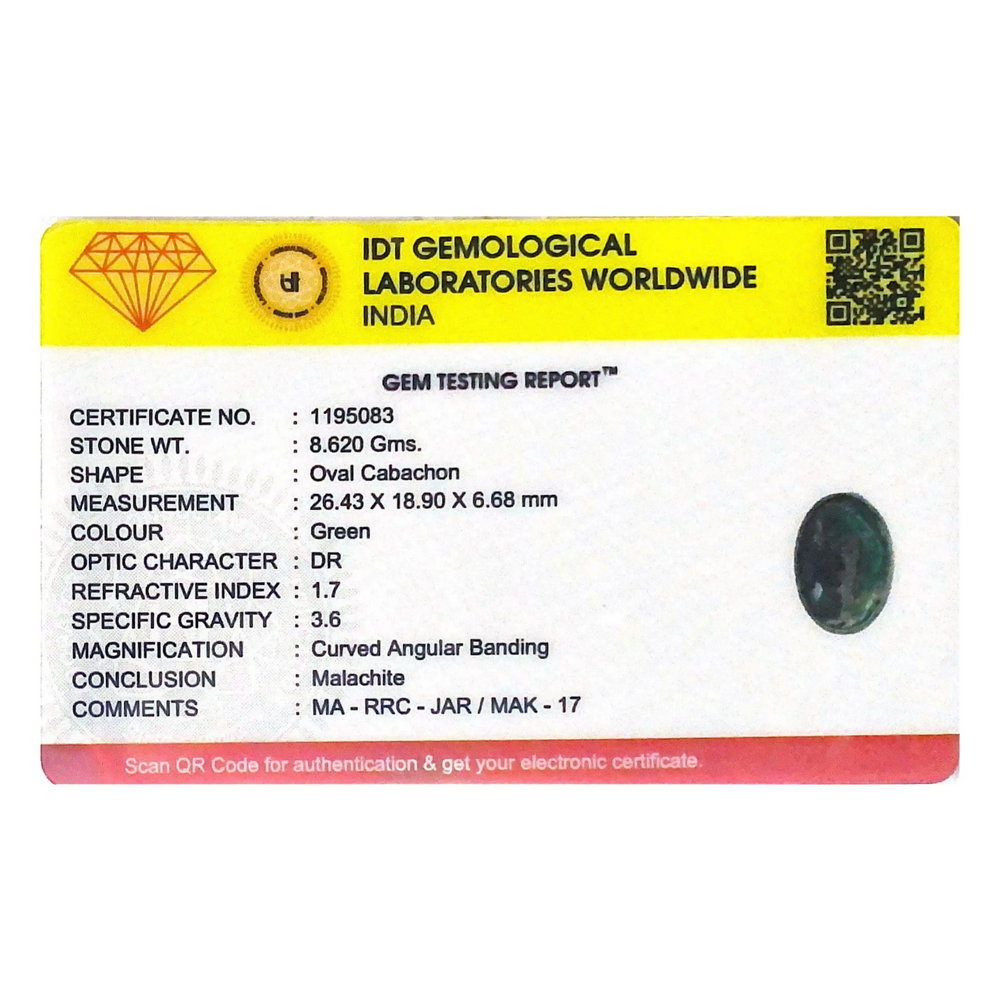 IDT GEMOLOGICAL
LABORATORIES WORLDWIDE
INDIA
GEM TESTING REPORT™
CERTIFICATE NO. : 1195083
STONE WT. : 8.620 Gms.
SHAPE : Oval Cabachon
MEASUREMENT : 26.43 X 18.90 X 6.68 mm
COLOUR : Green
OPTIC CHARACTER : DR
REFRACTIVE INDEX : 1.7
SPECIFIC GRAVITY : 3.6
MAGNIFICATION : Curved Angular Banding
CONCLUSION : Malachite
COMMENTS : MA - RRC - JAR / MAK - 17
Scan QR Code for authentication & get your electronic certificate.